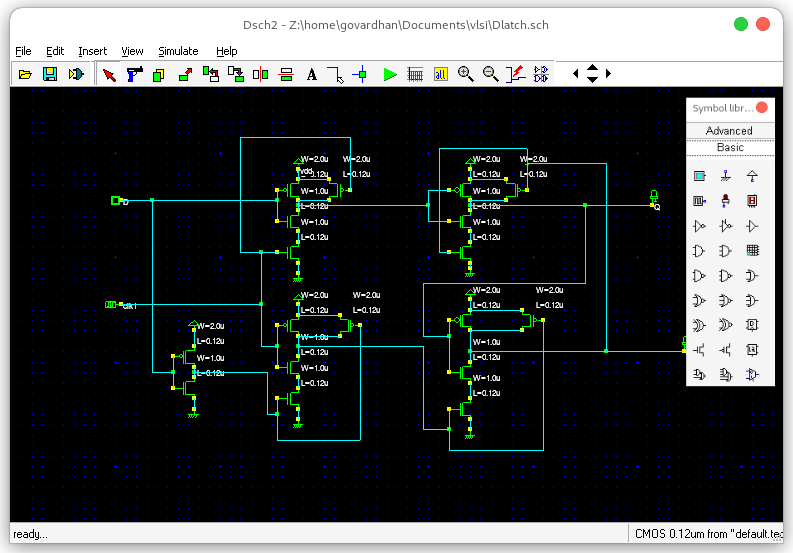 Dsch2 - Z:\home\govardhan\Documents\vlsi\Dlatch.sch
File Edit Insert View Simulate Help
Symbol libr...
Advanced
Basic
W=2.0u W=2.0u
L=0.12u L=0.12u
vdd
W=1.0u
L=0.12u
W=1.0u
L=0.12u
W=2.0u W=2.0u
L=0.12u L=0.12u
W=1.0u
L=0.12u
W=1.0u
L=0.12u
D
Q
clk1
W=2.0u W=2.0u
L=0.12u L=0.12u
W=1.0u
L=0.12u
W=1.0u
L=0.12u
W=2.0u W=2.0u
L=0.12u L=0.12u
W=1.0u
L=0.12u
W=1.0u
L=0.12u
W=2.0u
L=0.12u
W=1.0u
L=0.12u
ready...
CMOS 0.12um from "default.tec